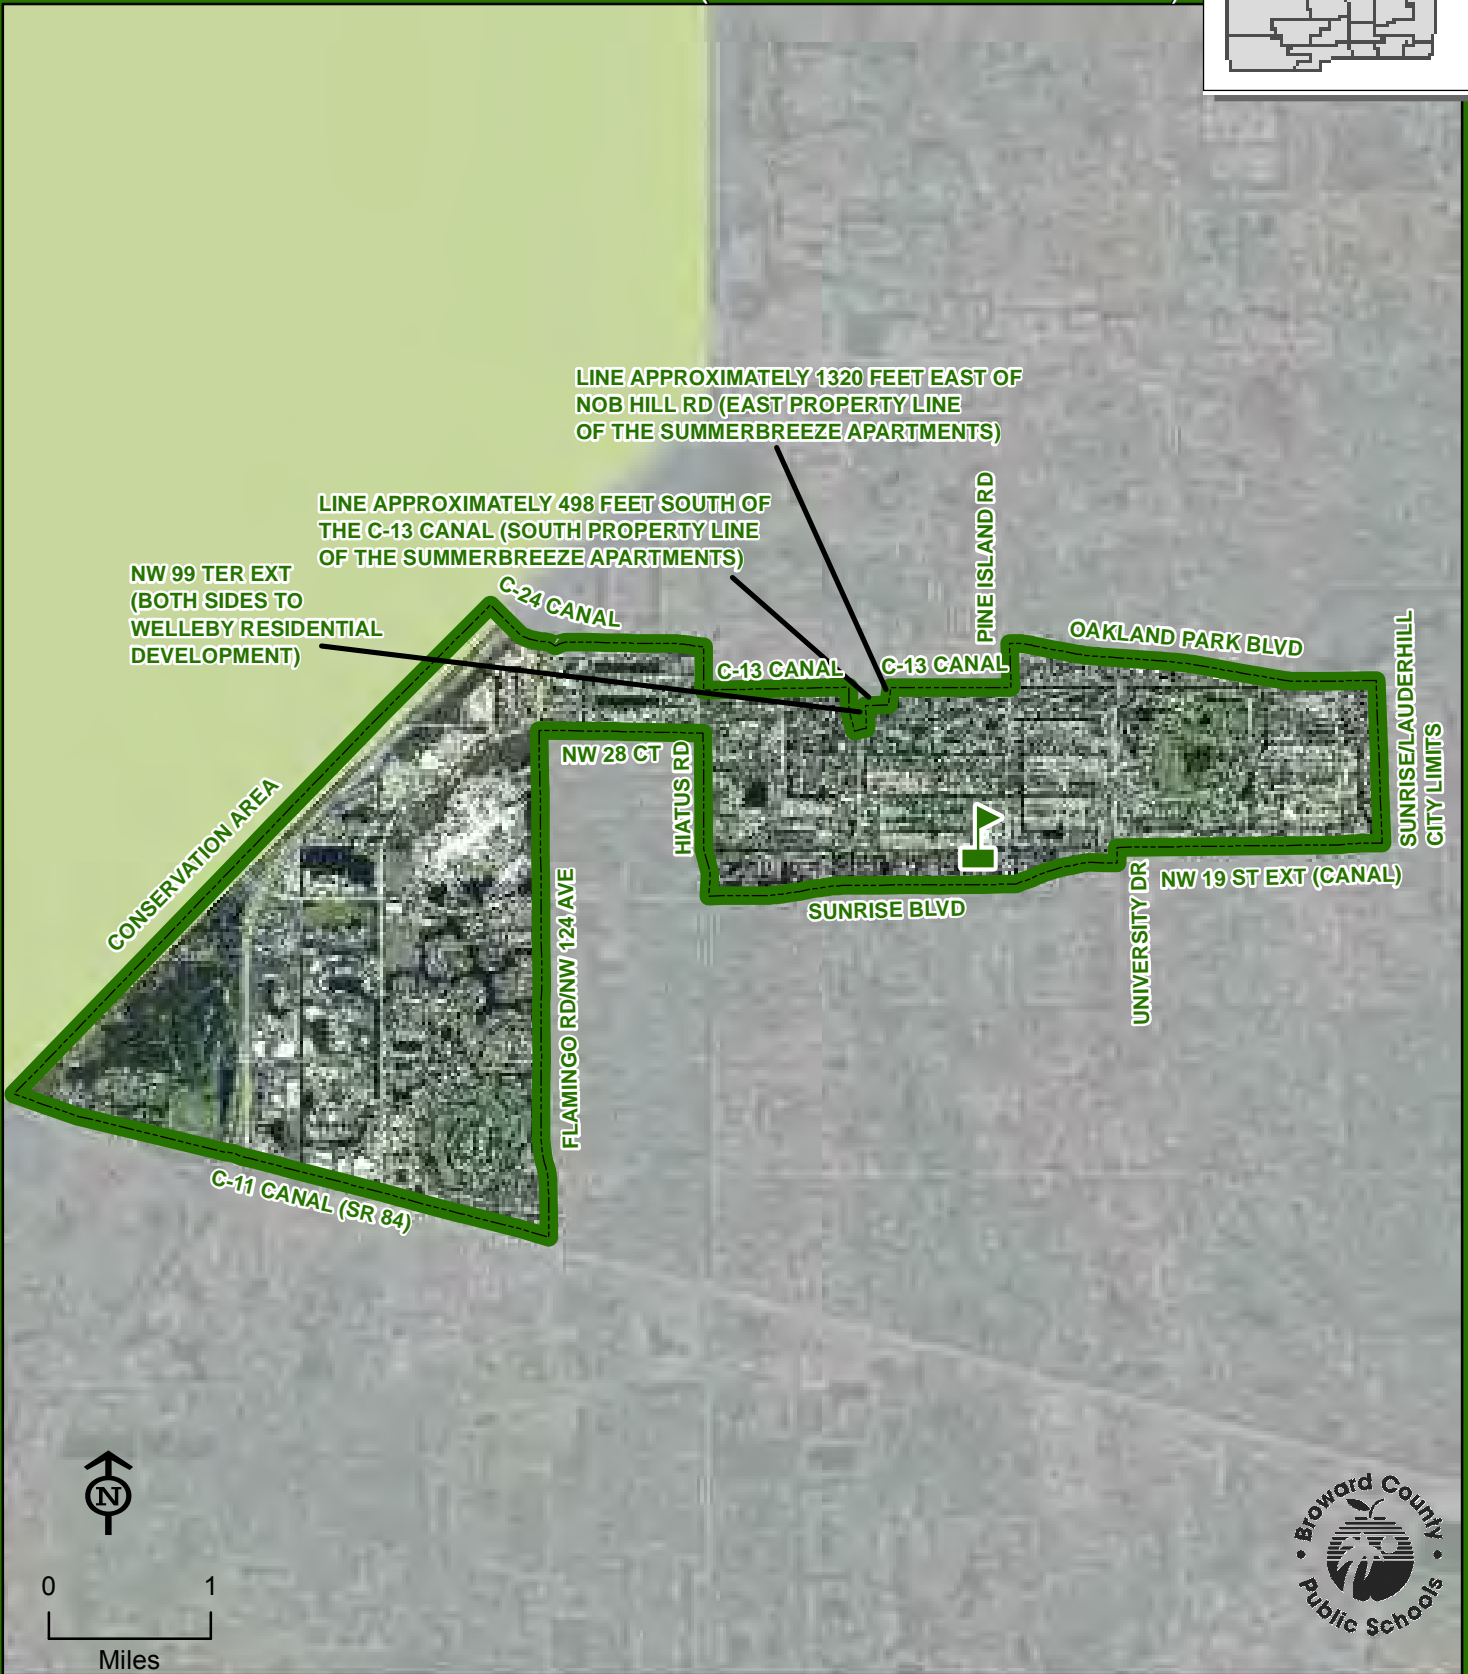 LINE APPROXIMATELY 1320 FEET EAST OF
NOB HILL RD (EAST PROPERTY LINE
OF THE SUMMERBREEZE APARTMENTS)
LINE APPROXIMATELY 498 FEET SOUTH OF
THE C-13 CANAL (SOUTH PROPERTY LINE
OF THE SUMMERBREEZE APARTMENTS)
NW 99 TER EXT
(BOTH SIDES TO
WELLEBY RESIDENTIAL
DEVELOPMENT)
C-24 CANAL
PINE ISLAND RD
C-13 CANAL
C-13 CANAL
OAKLAND PARK BLVD
SUNRISE/LAUDERHILL
CITY LIMITS
NW 28 CT
HIATUS RD
CONSERVATION AREA
FLAMINGO RD/NW 124 AVE
SUNRISE BLVD
UNIVERSITY DR
NW 19 ST EXT (CANAL)
C-11 CANAL (SR 84)
N
0 1
Miles
Broward County
Public Schools